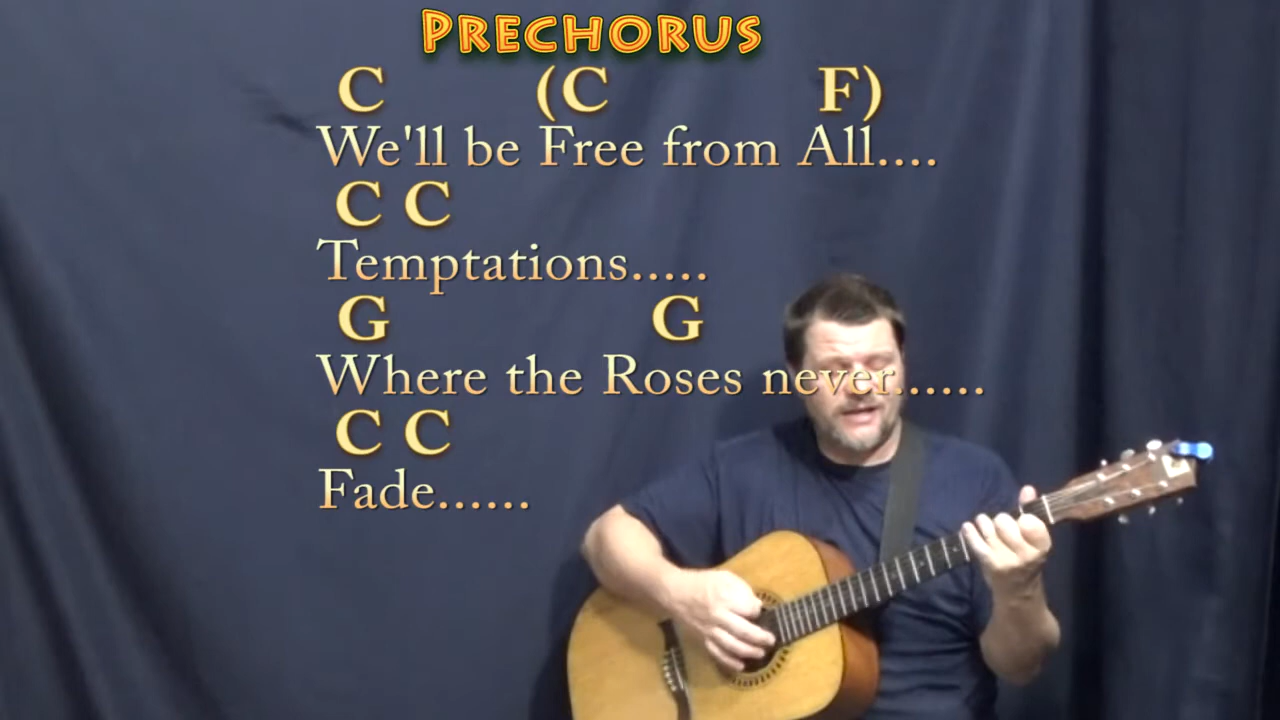 PRECHORUS
C (C F)
We'll be Free from All....
C C
Temptations.....
G G
Where the Roses never......
C C
Fade......